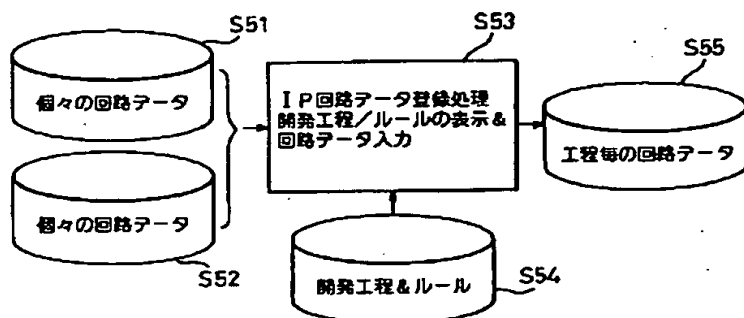 S51
個々の回路データ
個々の回路データ
S52
S53
IP回路データ登録処理
開発工程/ルールの表示&
回路データ入力
開発工程&ルール
S54
S55
工程毎の回路データ